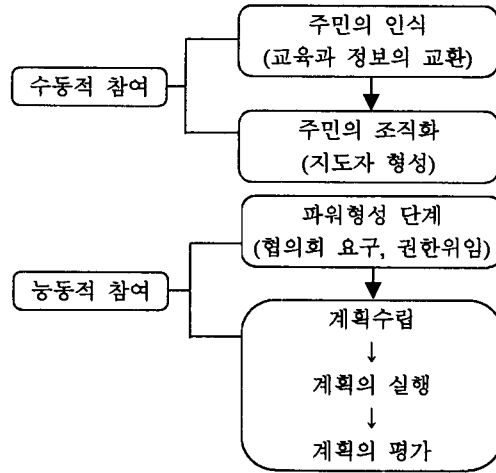 주민의 인식
(교육과 정보의 교환)
수동적 참여
주민의 조직화
(지도자 형성)
파워형성 단계
(협의회 요구, 권한위임)
능동적 참여
계획수립
↓
계획의 실행
↓
계획의 평가